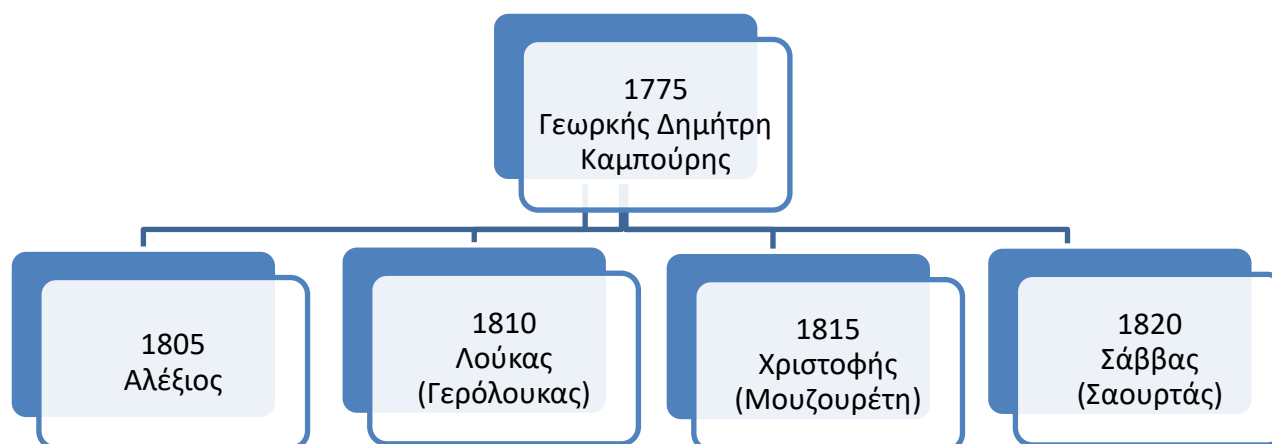 1775
Γεωρκής Δημήτρη
Καμπούρης
1805
Αλέξιος
1810
Λούκας
(Γερόλουκας)
1815
Χριστοφής
(Μουζουρέτη)
1820
Σάββας
(Σαουρτάς)